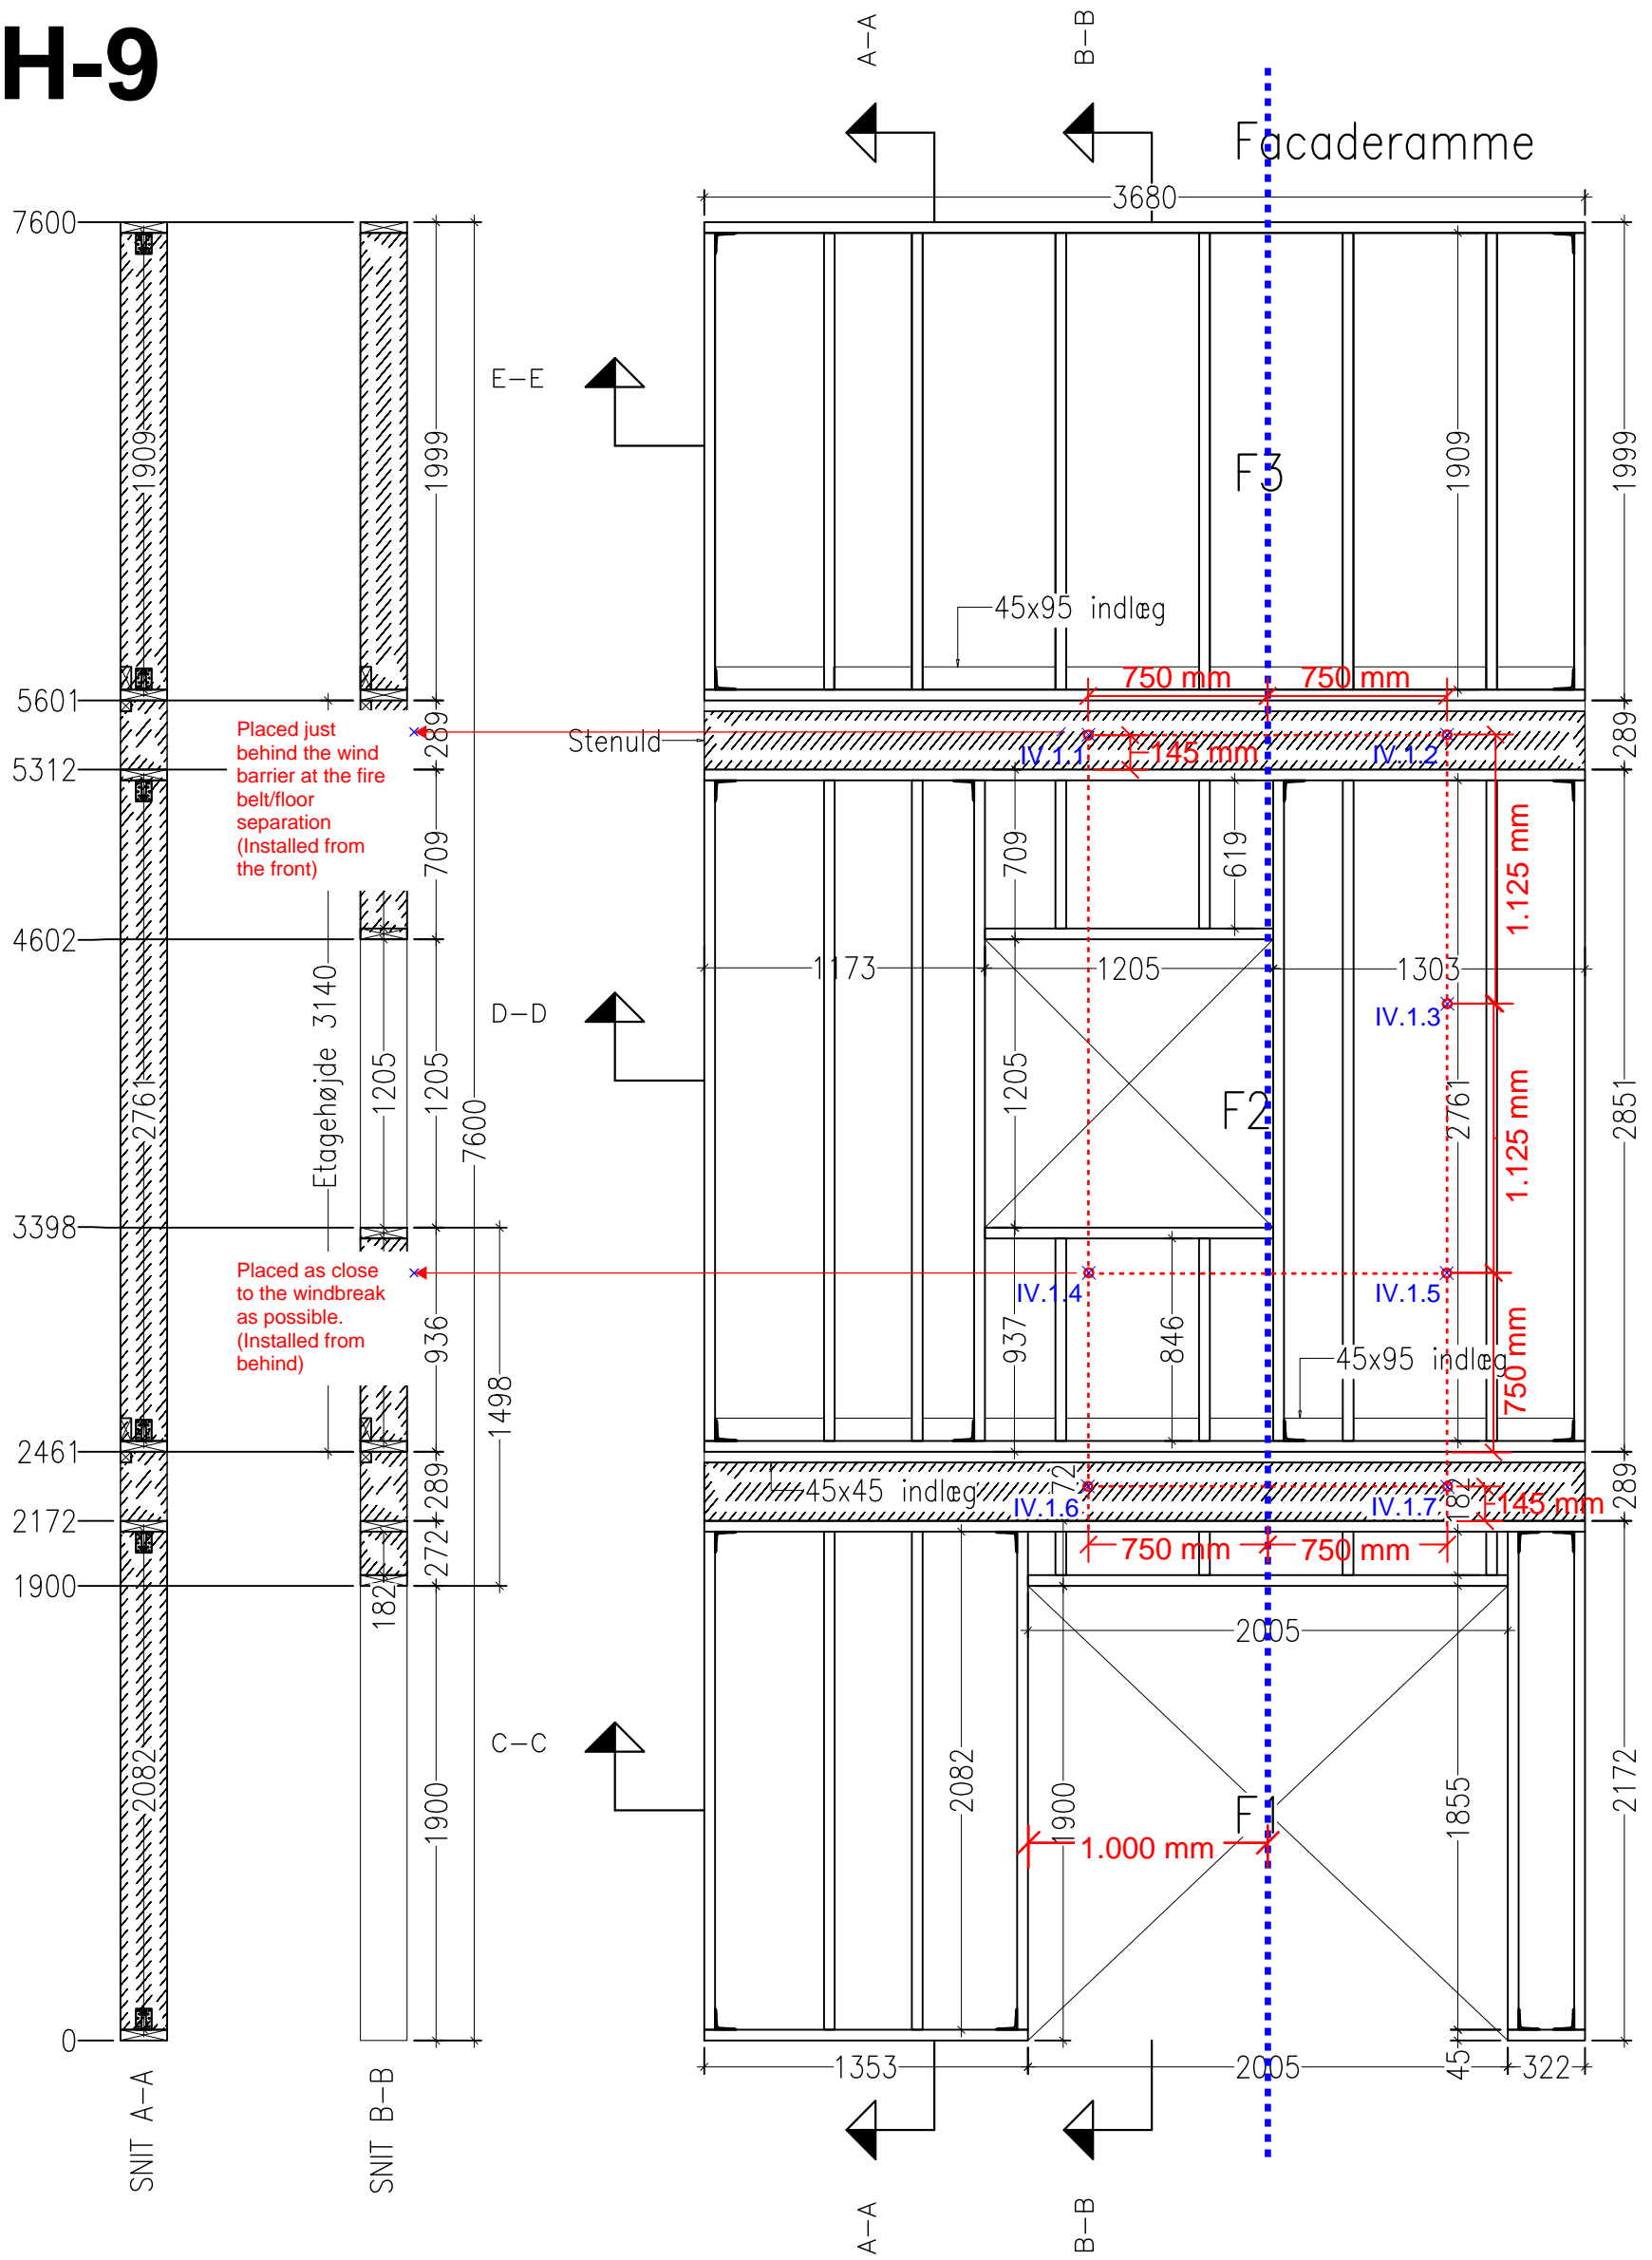 H-9
A-A
B-B
Facaderamme
3680
7600
E-E
1909
1999
F3
1909
1999
45x95 indlæg
750 mm
750 mm
5601
Placed just
behind the wind
barrier at the fire
belt/floor
separation
(Installed from
the front)
289
Stenuld
IV.1.1
145 mm
IV.1.2
289
5312
709
709
619
1.125 mm
4602
1173
1205
1303
Etagehøjde 3140
D-D
IV.1.3
2761
1205
1205
7600
1205
F2
2761
1.125 mm
2851
3398
Placed as close
to the windbreak
as possible.
(Installed from
behind)
IV.1.4
IV.1.5
936
937
846
45x95 indlæg
750 mm
1498
2461
289
45x45 indlæg
72
IV.1.6
182
IV.1.7
145 mm
289
2172
272
750 mm
750 mm
1900
182
2005
C-C
2082
1900
2082
1900
F1
1.000 mm
1855
2172
0
1353
2005
45
322
SNIT A-A
SNIT B-B
A-A
B-B